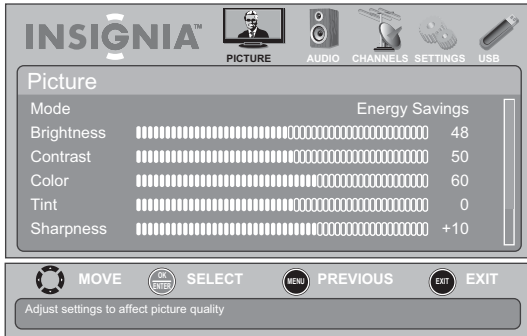 INSIGNIA™
PICTURE AUDIO CHANNELS SETTINGS USB
Picture
Mode Energy Savings
Brightness 48
Contrast 50
Color 60
Tint 0
Sharpness +10
MOVE OK ENTER SELECT MENU PREVIOUS EXIT EXIT
Adjust settings to affect picture quality